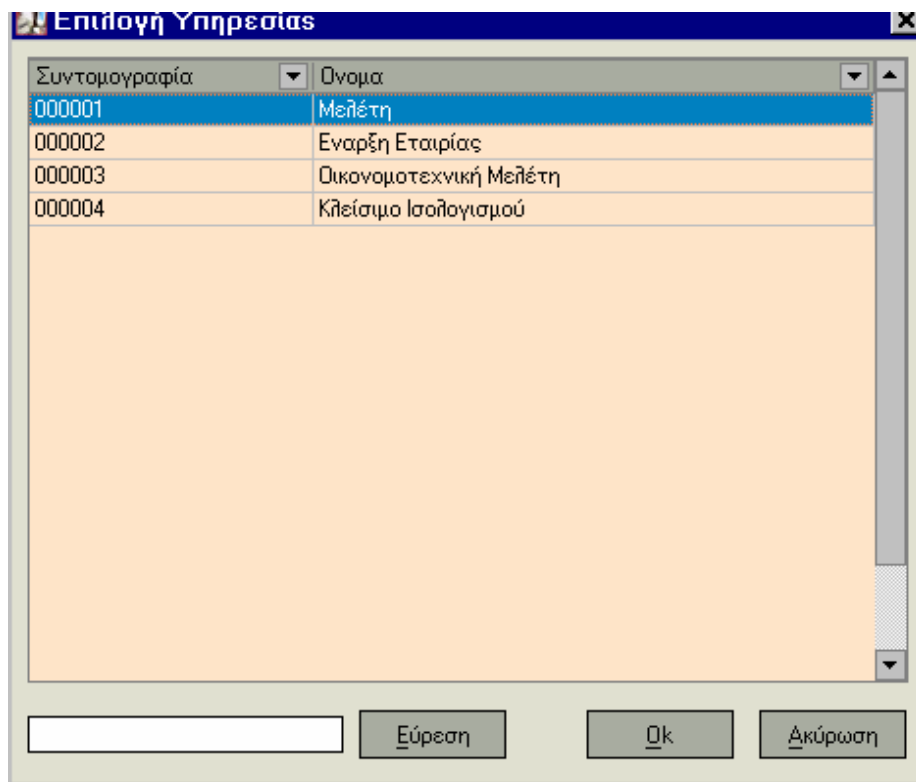 Επιλογή Υπηρεσίας
Συντομογραφία Ονομα
000001 Μελέτη
000002 Εναρξη Εταιρίας
000003 Οικονομοτεχνική Μελέτη
000004 Κλείσιμο Ισολογισμού
Εύρεση Ok Ακύρωση